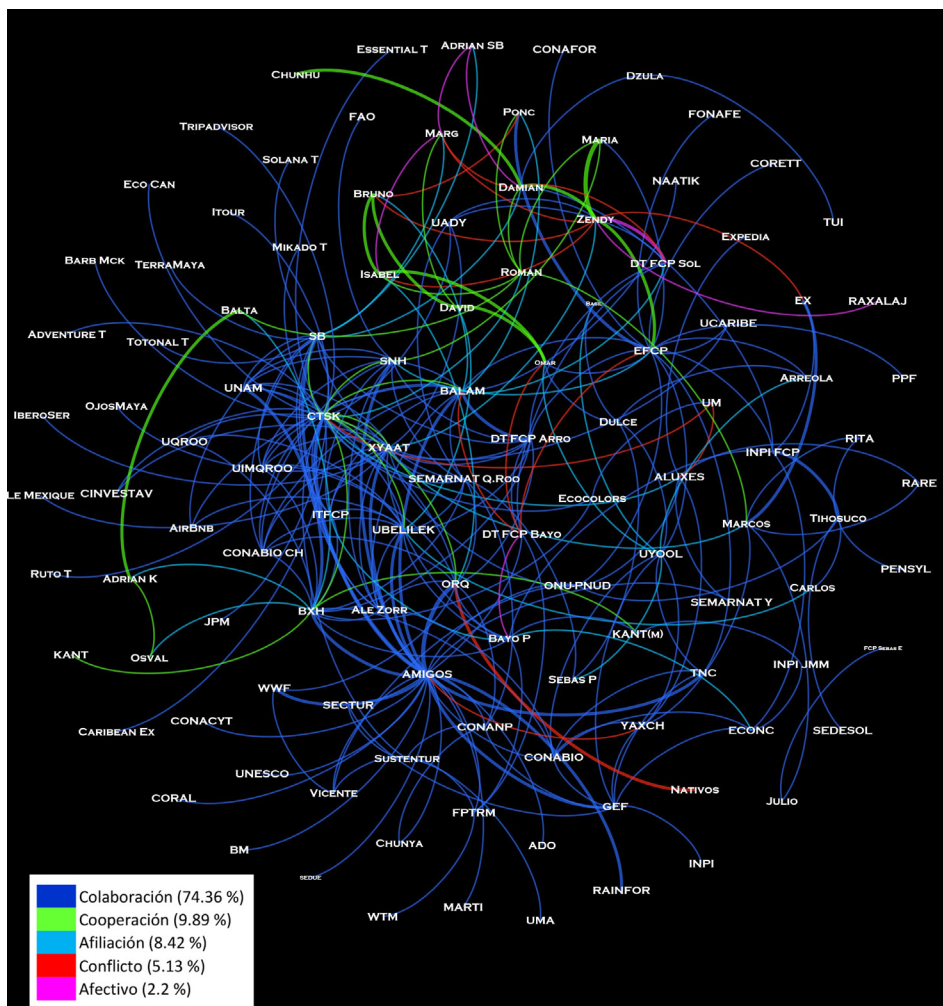 Essential T
Adrian SB
CONAFOR
Chunhu
Dzula
Tripadvisor
FAO
Marg
Ponc
Maria
FONAFE
Solana T
CORETT
Eco Can
Bruno
Damian
NAATIK
Itour
UADY
Zendy
TUI
Barb Mck
TerraMaya
Mikado T
Isabel
Roman
DT FCP Sol
Expedia
Balta
David
Basil
EX
RAXALAJ
Adventure T
Totonal T
SB
UCARIBE
SNH
Omar
EFCP
Arreola
PPF
UNAM
BALAM
IberoSer
OjosMaya
CTSK
UM
UQROO
XYAAT
DT FCP Arro
Dulce
INPI FCP
RITA
UIMQROO
SEMARNAT Q.Roo
ALUXES
RARE
Le Mexique
CINVESTAV
Ecocolors
AirBnb
ITFCP
UBELILEK
DT FCP Bayo
Marcos
Tihosuco
CONABIO CH
UYOOL
Ruto T
Adrian K
ORQ
ONU-PNUD
Carlos
PENSYL
BXH
Ale Zorr
SEMARNAT Y
JPM
Bayo P
KANT(M)
KANT
Osval
FCP Sebas E
AMIGOS
Sebas P
TNC
INPI JMM
WWF
SECTUR
Caribean Ex
CONACYT
CONANP
YAXCH
ECONC
SEDESOL
UNESCO
Sustentur
CONABIO
CORAL
Vicente
Nativos
Julio
FPTRM
GEF
BM
Chunya
ADO
INPI
SEDUE
RAINFOR
WTM
MARTI
UMA
Colaboración (74.36 %)
Cooperación (9.89 %)
Afiliación (8.42 %)
Conflicto (5.13 %)
Afectivo (2.2 %)